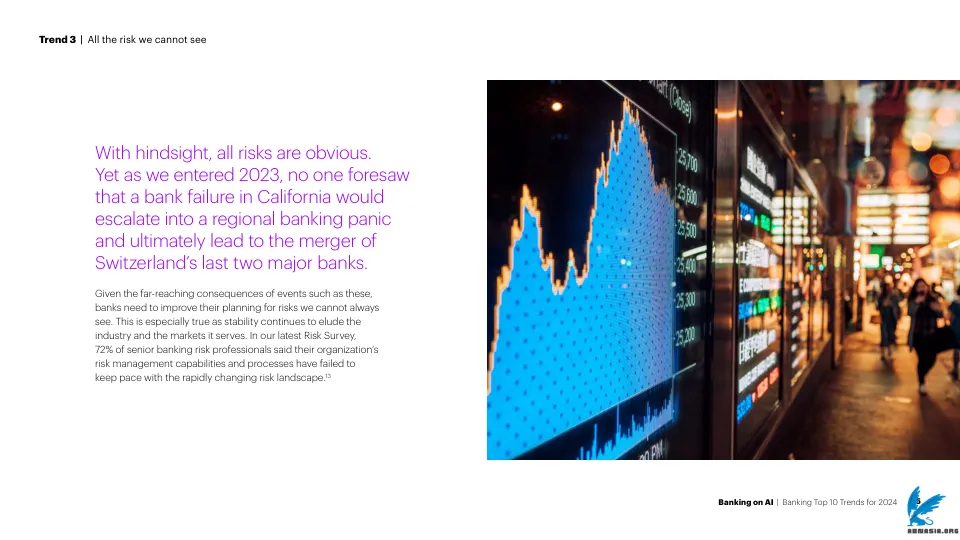 Trend 3 | All the risk we cannot see
With hindsight, all risks are obvious.
Yet as we entered 2023, no one foresaw
that a bank failure in California would
escalate into a regional banking panic
and ultimately lead to the merger of
Switzerland's last two major banks.
Given the far-reaching consequences of events such as these,
banks need to improve their planning for risks we cannot always
see. This is especially true as stability continues to elude the
industry and the markets it serves. In our latest Risk Survey,
72% of senior banking risk professionals said their organization's
risk management capabilities and processes have failed to
keep pace with the rapidly changing risk landscape.¹³
(Close)
25,700
25,600
25,500
25,400
25,300
25,200
PM
Banking on AI | Banking Top 10 Trends for 2024
ABMASIA.ORG